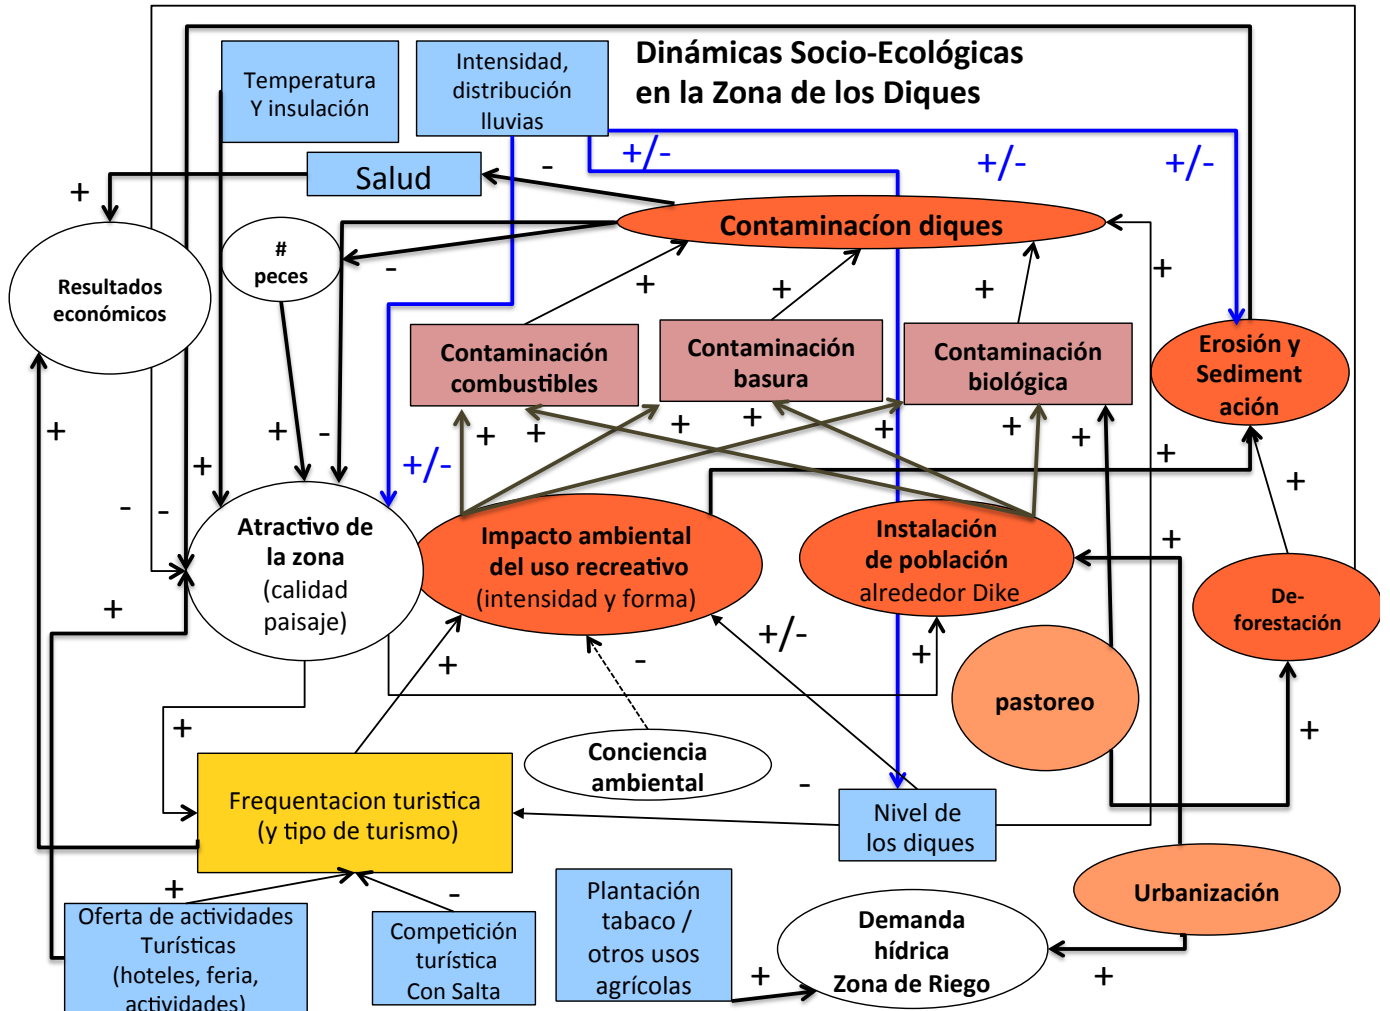 Dinámicas Socio-Ecológicas
en la Zona de los Diques
Temperatura
Y insulación
Intensidad,
distribución
lluvias
+/-
+/-
+/-
Salud
-
+
Contaminacíon diques
#
peces
-
+
+
+
+
Resultados
económicos
Contaminación
combustibles
Contaminación
basura
Contaminación
biológica
Erosión y
Sediment
ación
+
+
-
+
+/-
+
+
+
+
+
+
+
+
+
-
-
Atractivo de
la zona
(calidad
paisaje)
Impacto ambiental
del uso recreativo
(intensidad y forma)
Instalación
de población
alrededor Dike
+
De-
forestación
+
+
-
+/-
+
pastoreo
+
+
Conciencia
ambiental
-
Frequentacion turistica
(y tipo de turismo)
Nivel de
los diques
+
-
Oferta de actividades
Turísticas
(hoteles, feria,
actividades)
Competición
turística
Con Salta
Plantación
tabaco /
otros usos
agrícolas
+
Demanda
hídrica
Zona de Riego
+
Urbanización